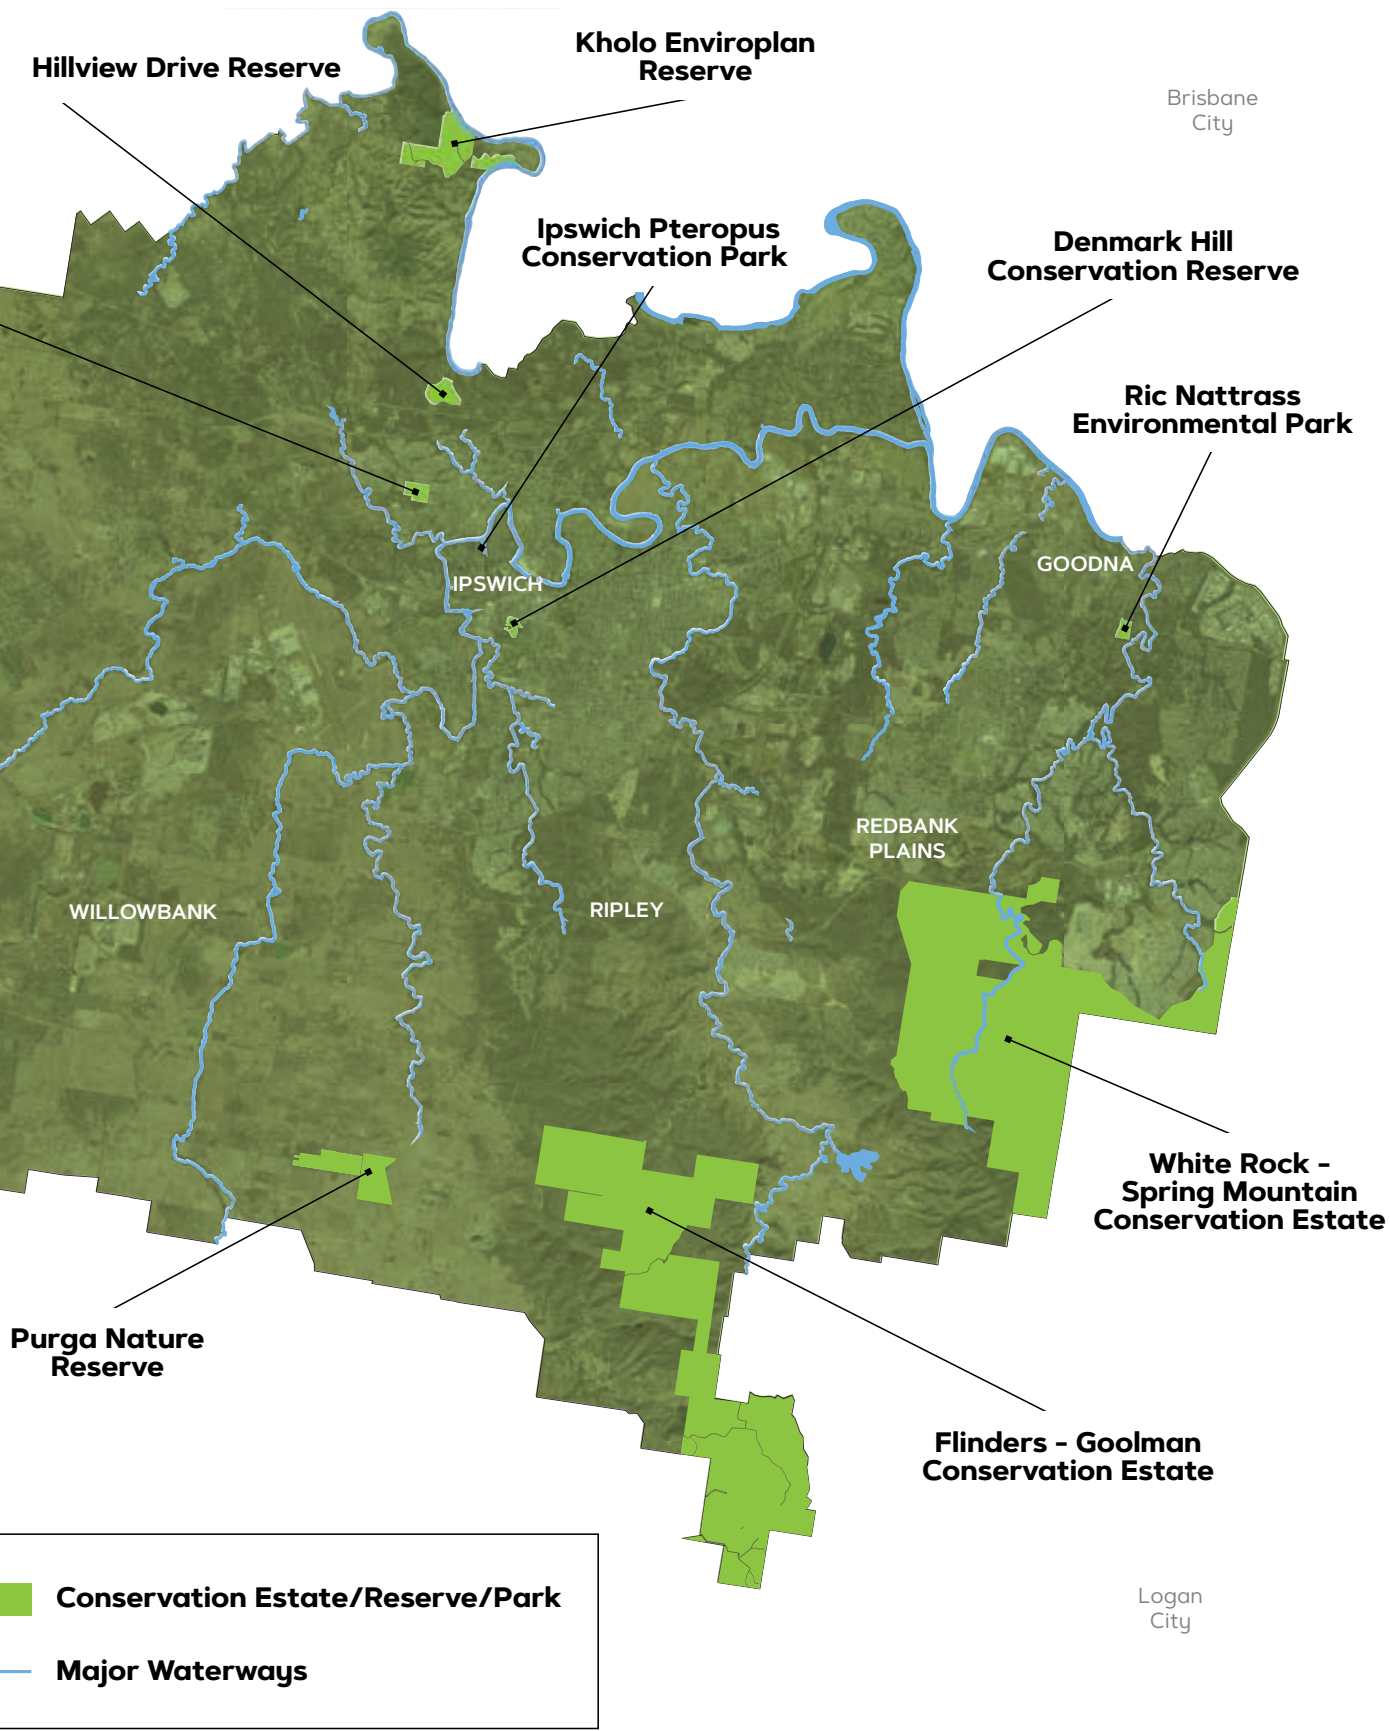 Kholo Enviroplan
Reserve
Hillview Drive Reserve
Brisbane
City
Ipswich Pteropus
Conservation Park
Denmark Hill
Conservation Reserve
Ric Nattrass
Environmental Park
GOODNA
IPSWICH
REDBANK
PLAINS
WILLOWBANK
RIPLEY
White Rock -
Spring Mountain
Conservation Estate
Purga Nature
Reserve
Flinders - Goolman
Conservation Estate
Conservation Estate/Reserve/Park
Major Waterways
Logan
City